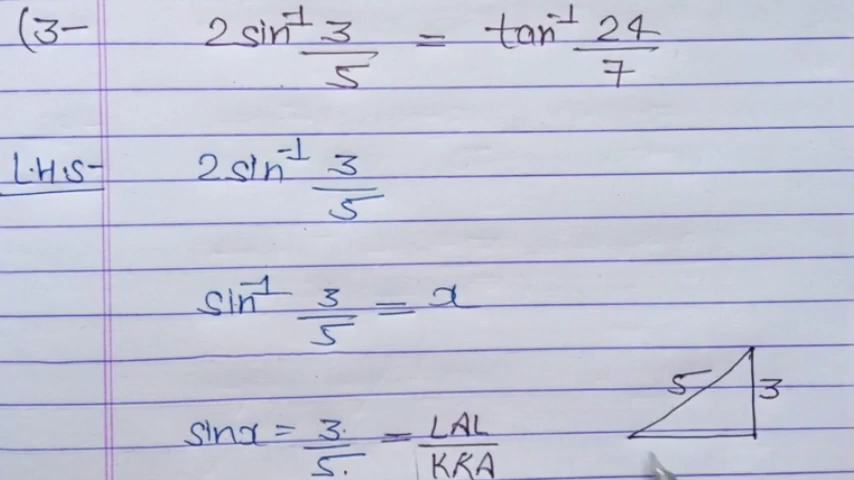 (3- 2sin⁻¹ 3/5 = tan⁻¹ 24/7
L.H.S- 2sin⁻¹ 3/5
sin⁻¹ 3/5 = x
5 3
sinx = 3/5 = LAL/KKA